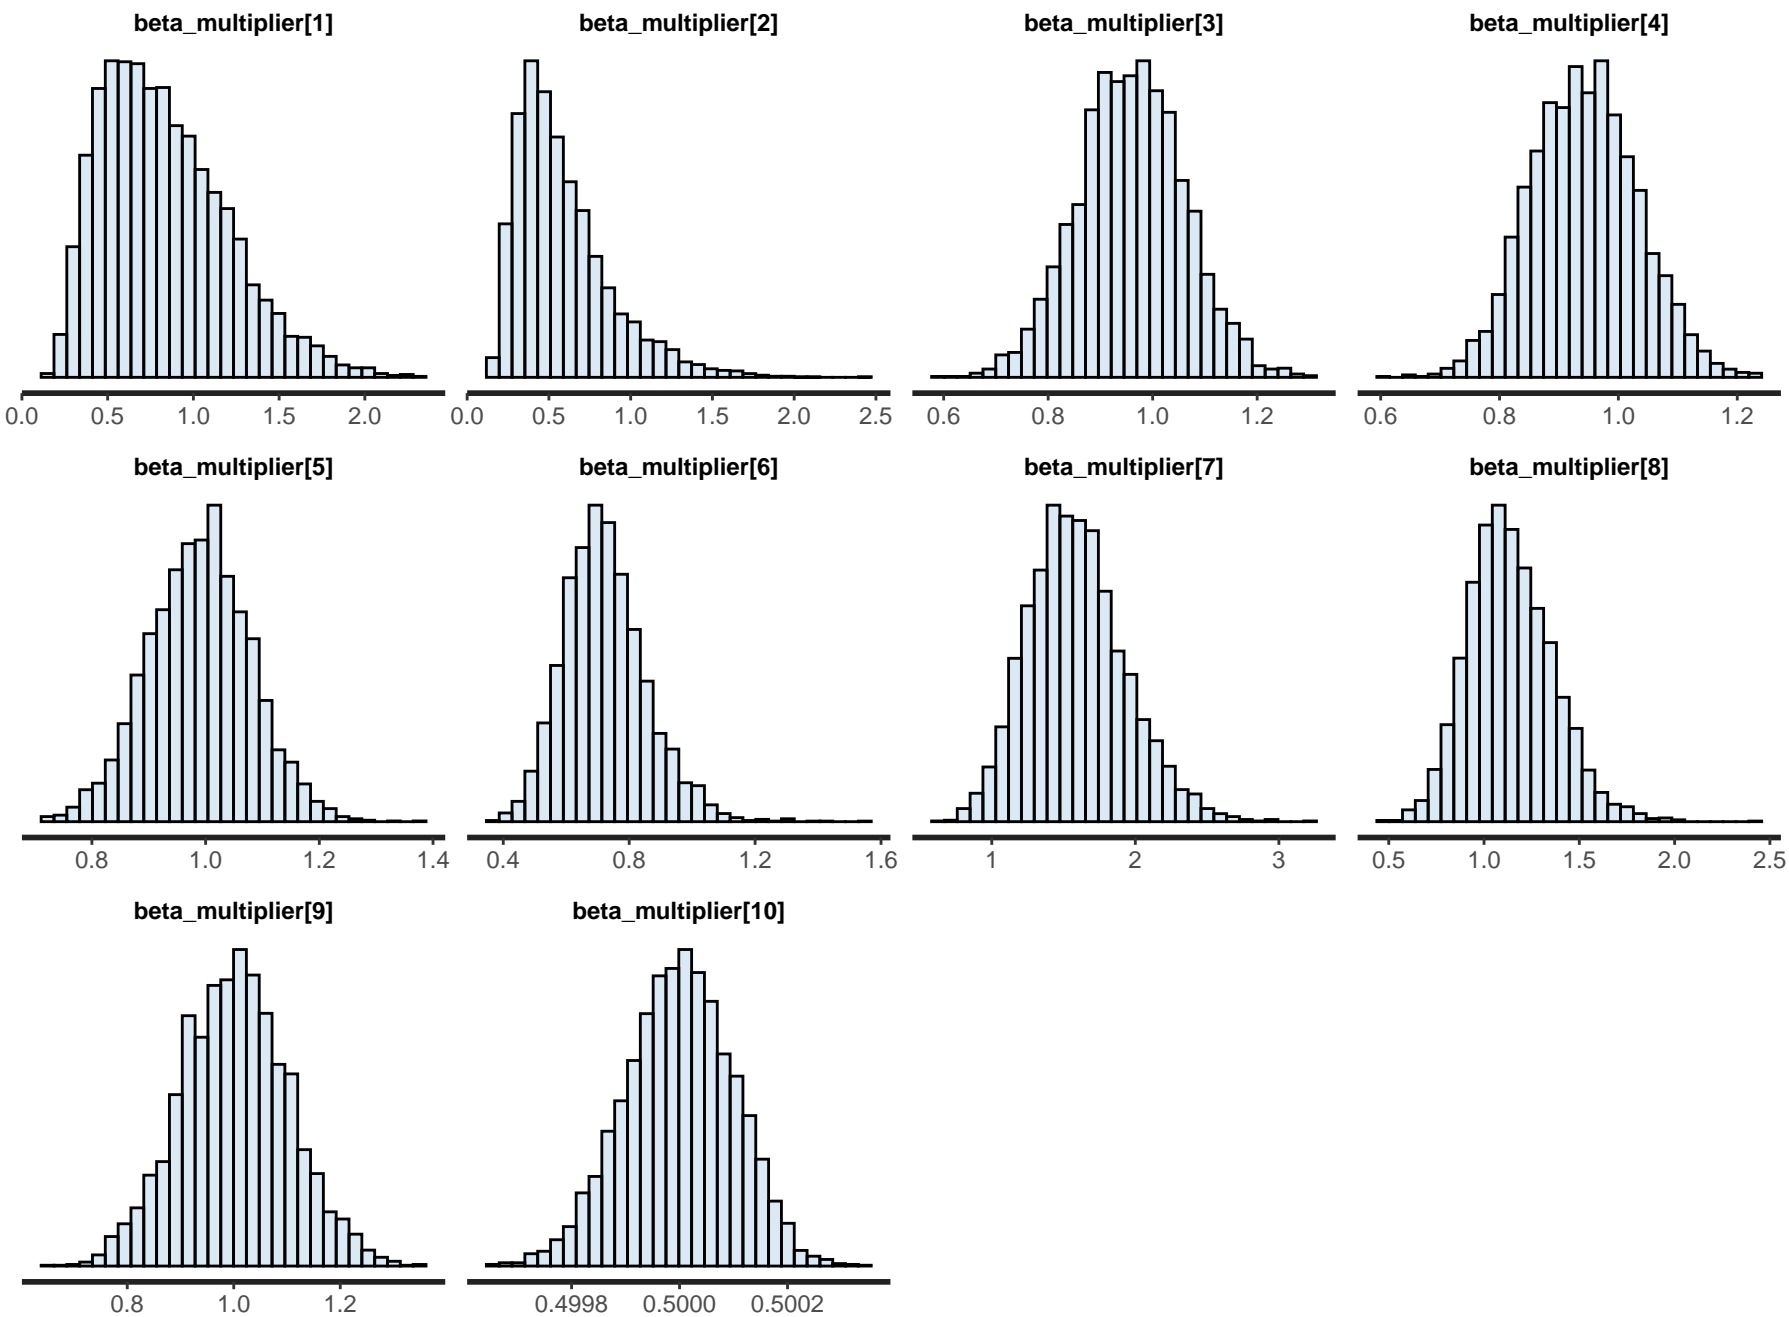 beta_multiplier[1] beta_multiplier[2] beta_multiplier[3] beta_multiplier[4]
0.0 0.5 1.0 1.5 2.0 0.0 0.5 1.0 1.5 2.0 2.5 0.6 0.8 1.0 1.2 0.6 0.8 1.0 1.2
beta_multiplier[5] beta_multiplier[6] beta_multiplier[7] beta_multiplier[8]
0.8 1.0 1.2 1.4 0.4 0.8 1.2 1.6 1 2 3 0.5 1.0 1.5 2.0 2.5
beta_multiplier[9] beta_multiplier[10]
0.8 1.0 1.2 0.4998 0.5000 0.5002